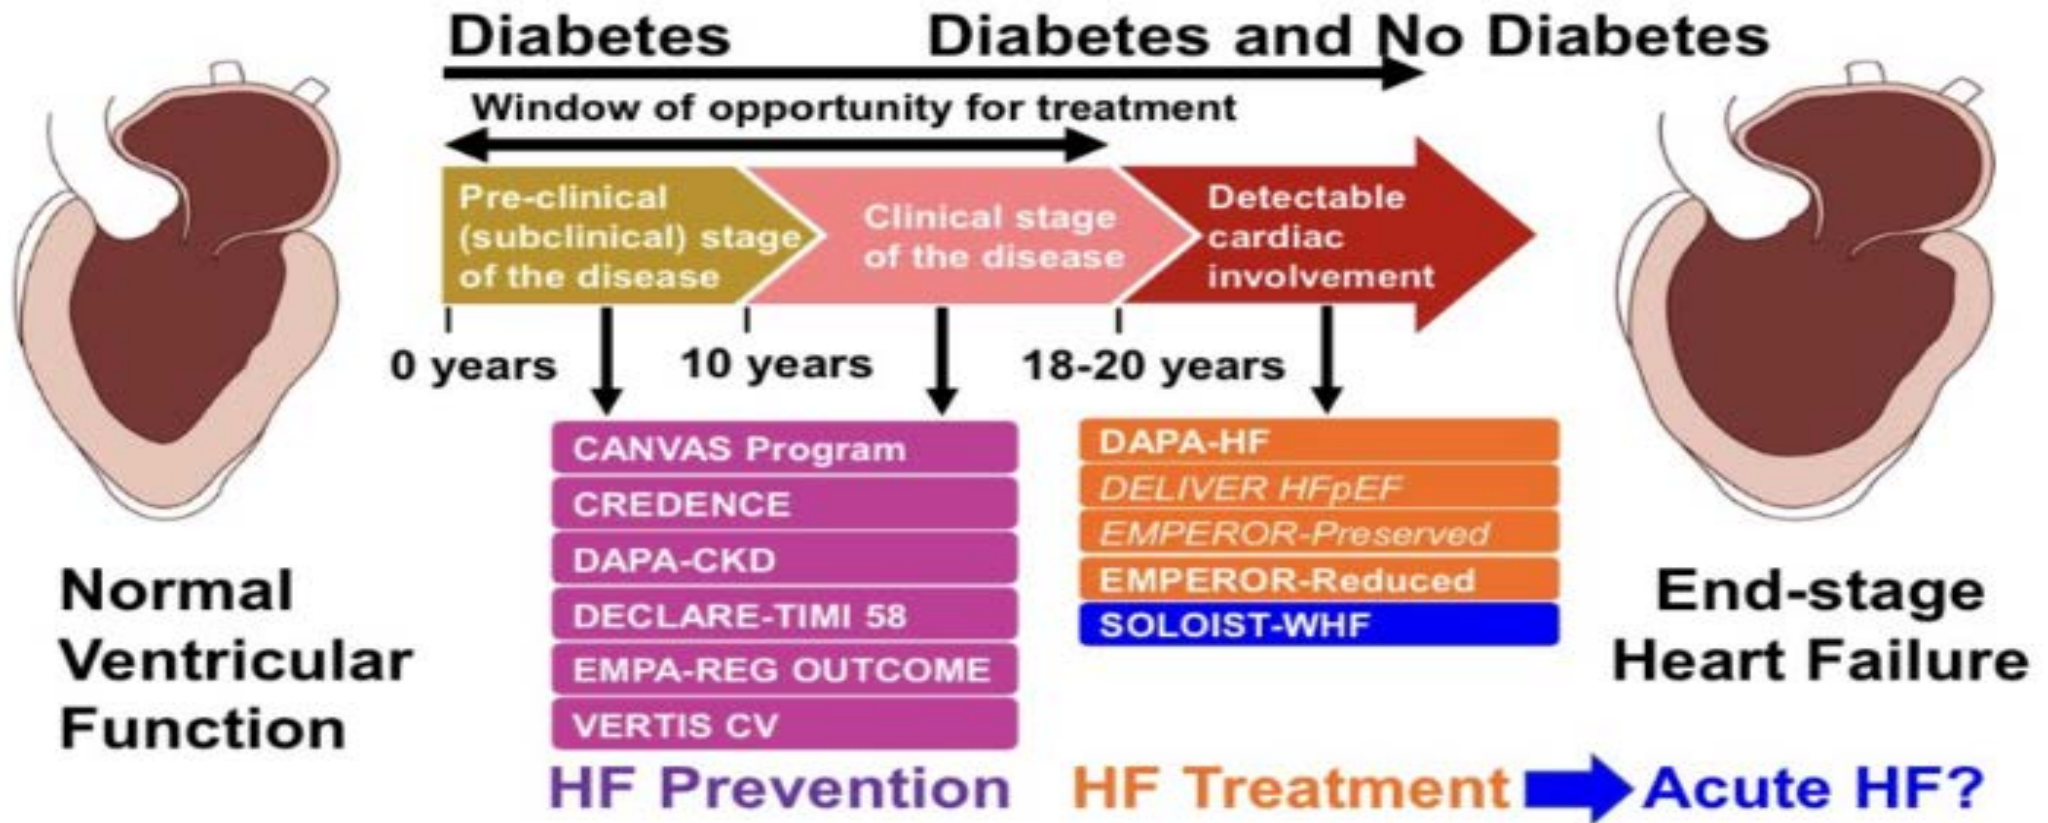 Diabetes
Diabetes and No Diabetes
Window of opportunity for treatment
Pre-clinical
(subclinical) stage
of the disease
Clinical stage
of the disease
Detectable
cardiac
involvement
0 years
10 years
18-20 years
CANVAS Program
CREDENCE
DAPA-CKD
DECLARE-TIMI 58
EMPA-REG OUTCOME
VERTIS CV
HF Prevention
DAPA-HF
DELIVER HFpEF
EMPEROR-Preserved
EMPEROR-Reduced
SOLOIST-WHF
HF Treatment
Acute HF?
Normal
Ventricular
Function
End-stage
Heart Failure